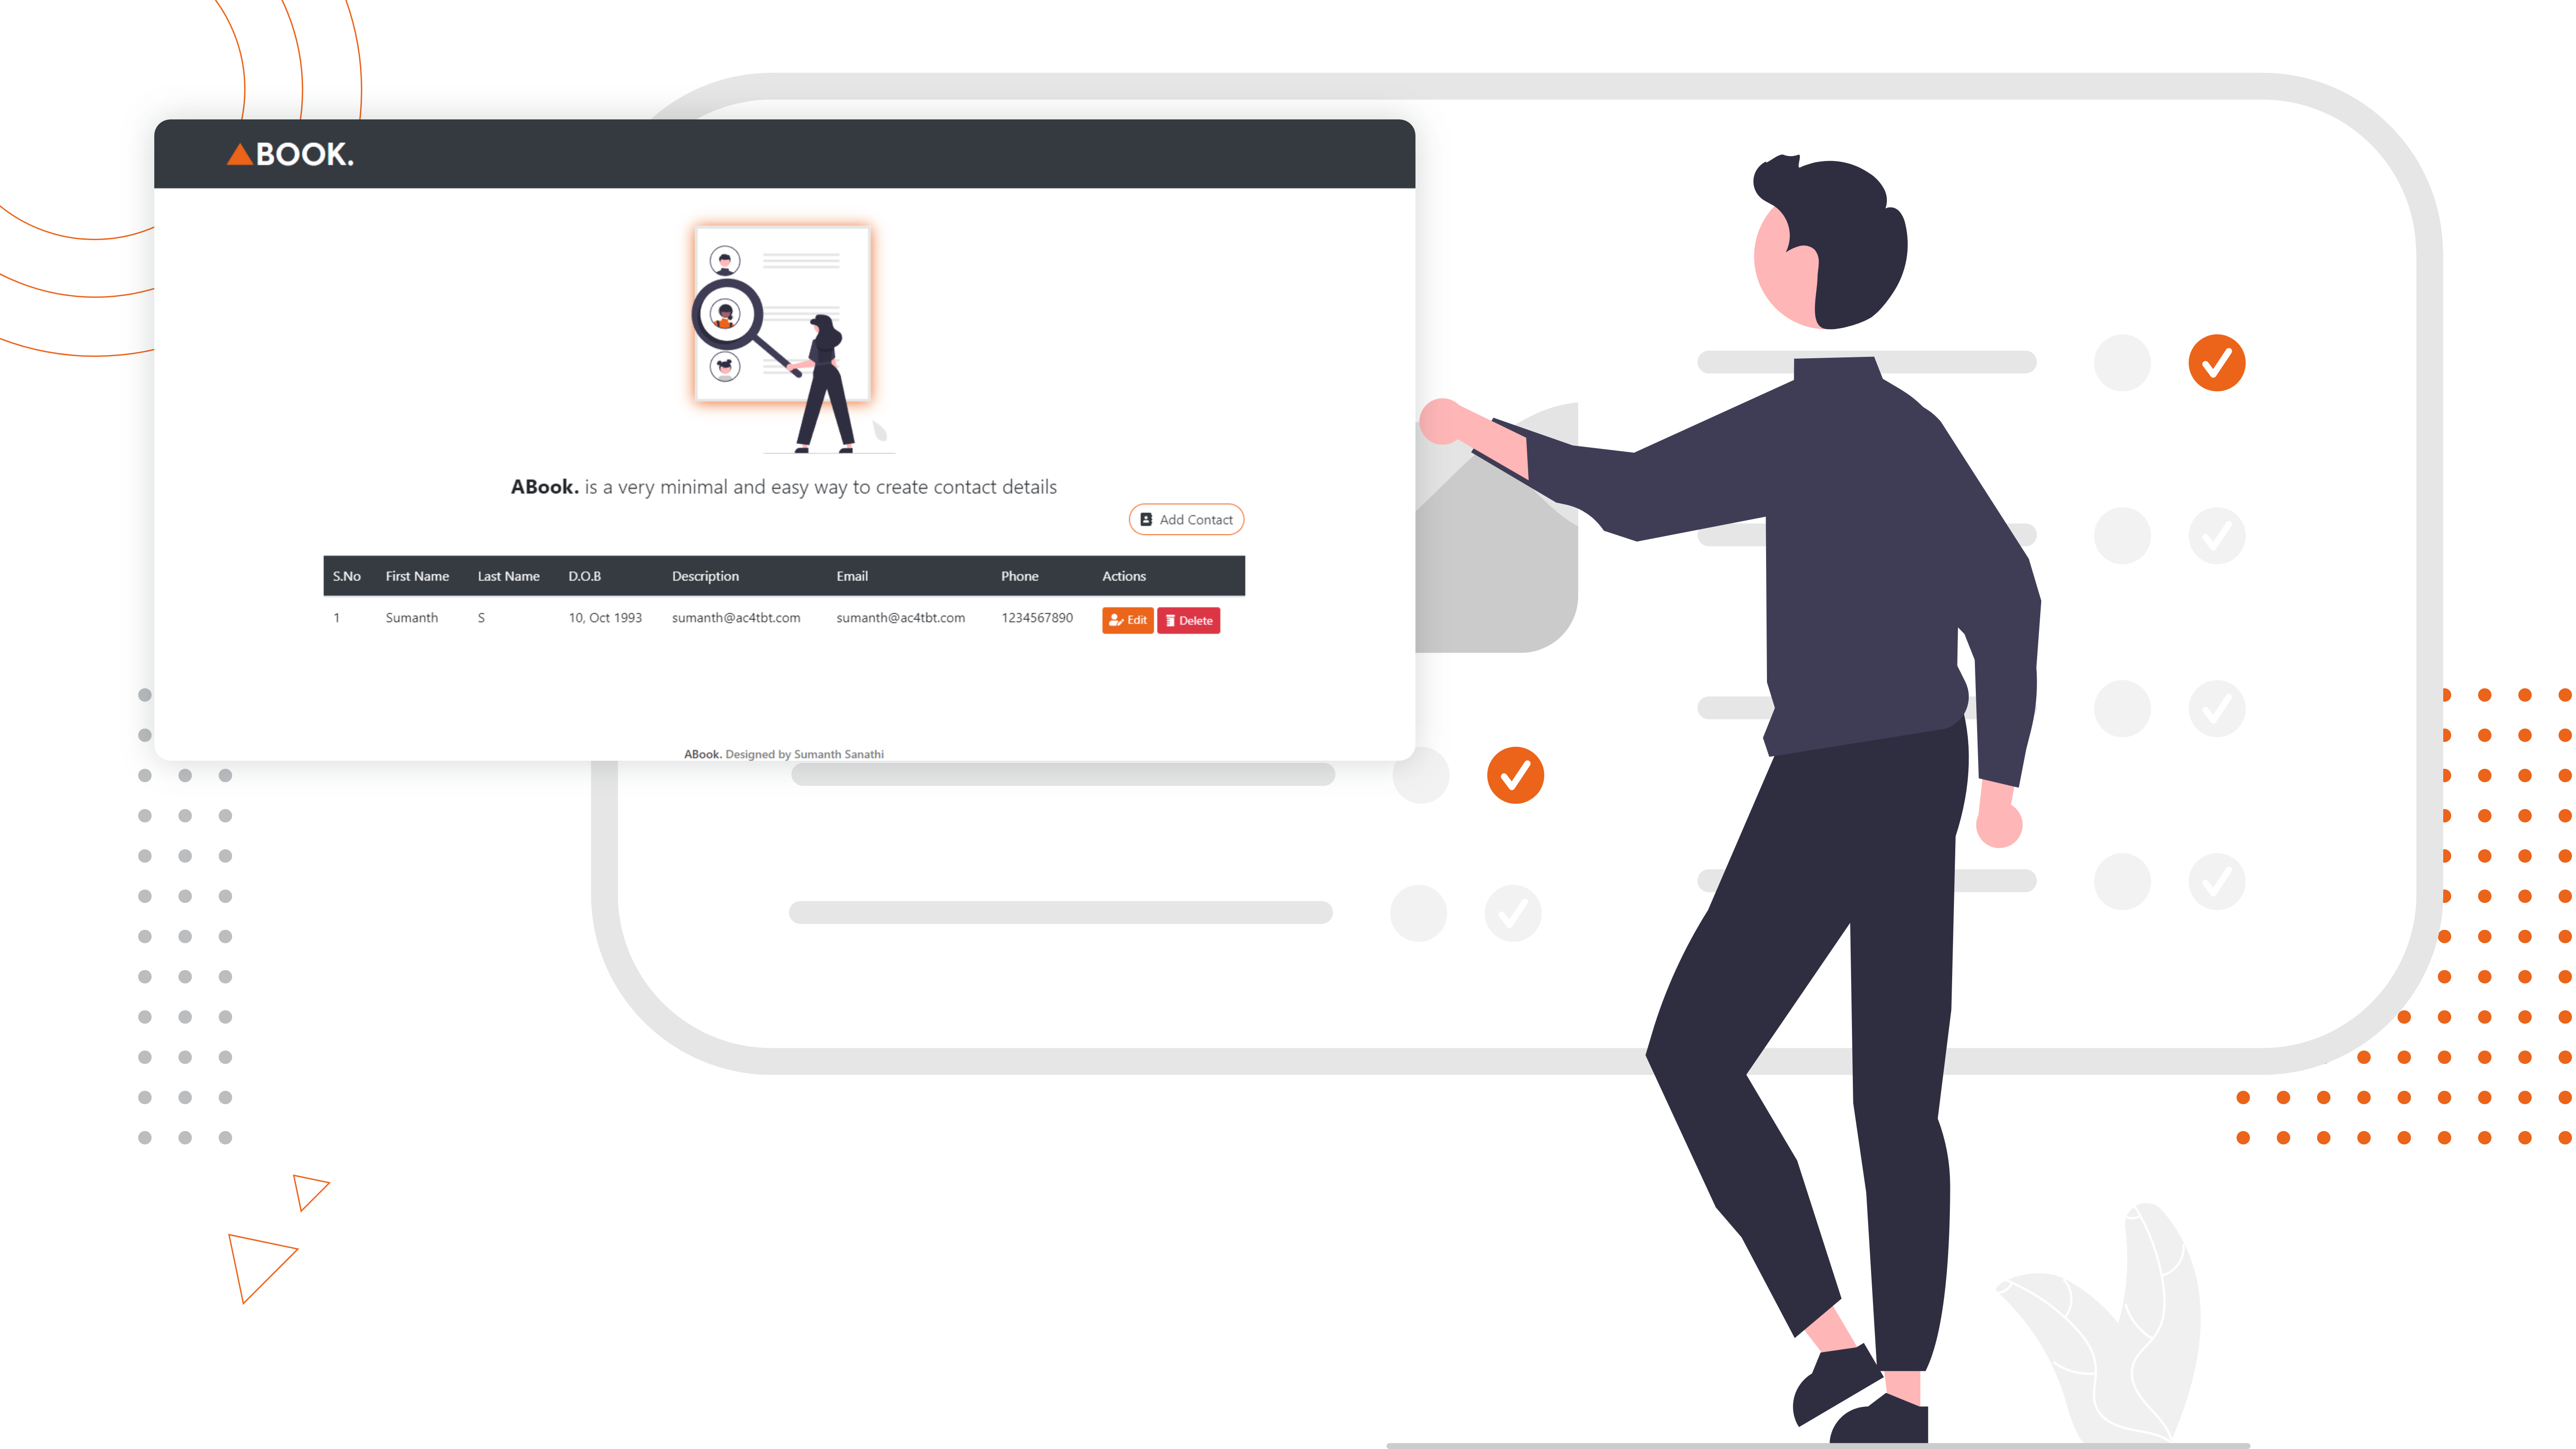 BOOK.
ABook. is a very minimal and easy way to create contact details
Add Contact
S.No First Name Last Name D.O.B Description Email Phone Actions
1 Sumanth S 10, Oct 1993 sumanth@ac4tbt.com sumanth@ac4tbt.com 1234567890 Edit Delete
ABook. Designed by Sumanth Sanathi